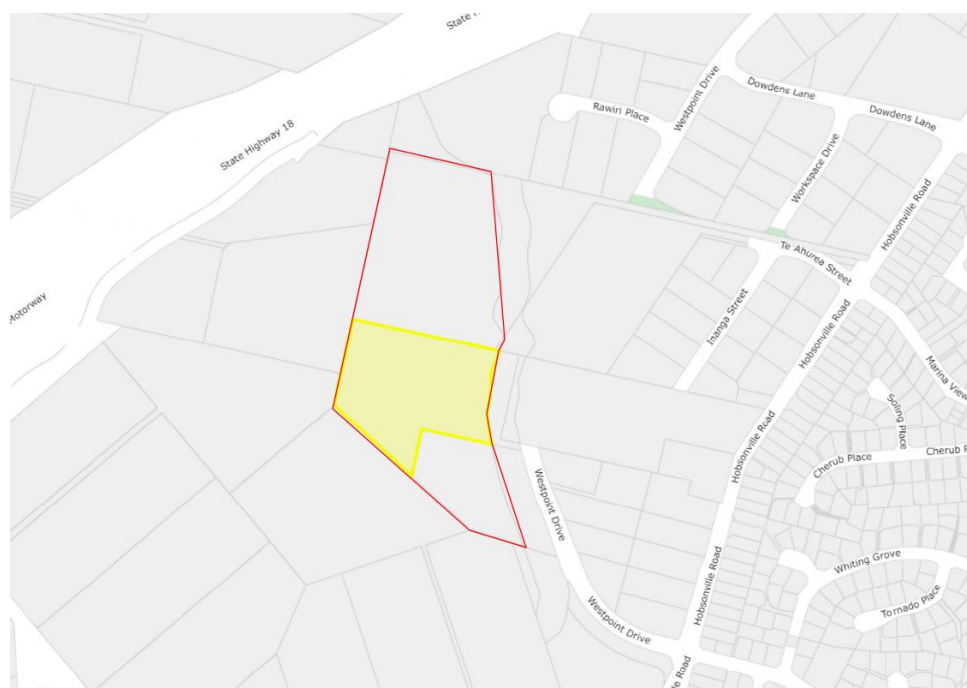 State H
State Highway 18
Motorway
Rawiri Place
Westpoint Drive
Dowdens Lane
Dowdens Lane
Workspace Drive
Hobsonville Road
Te Ahurea Street
Inanga Street
Hobsonville Road
Marina View
Soling Place
Hobsonville Road
Cherub Place
Cherub P
Westpoint Drive
Whiting Grove
Hobsonville Road
Tornado Place
Westpoint Drive
Road